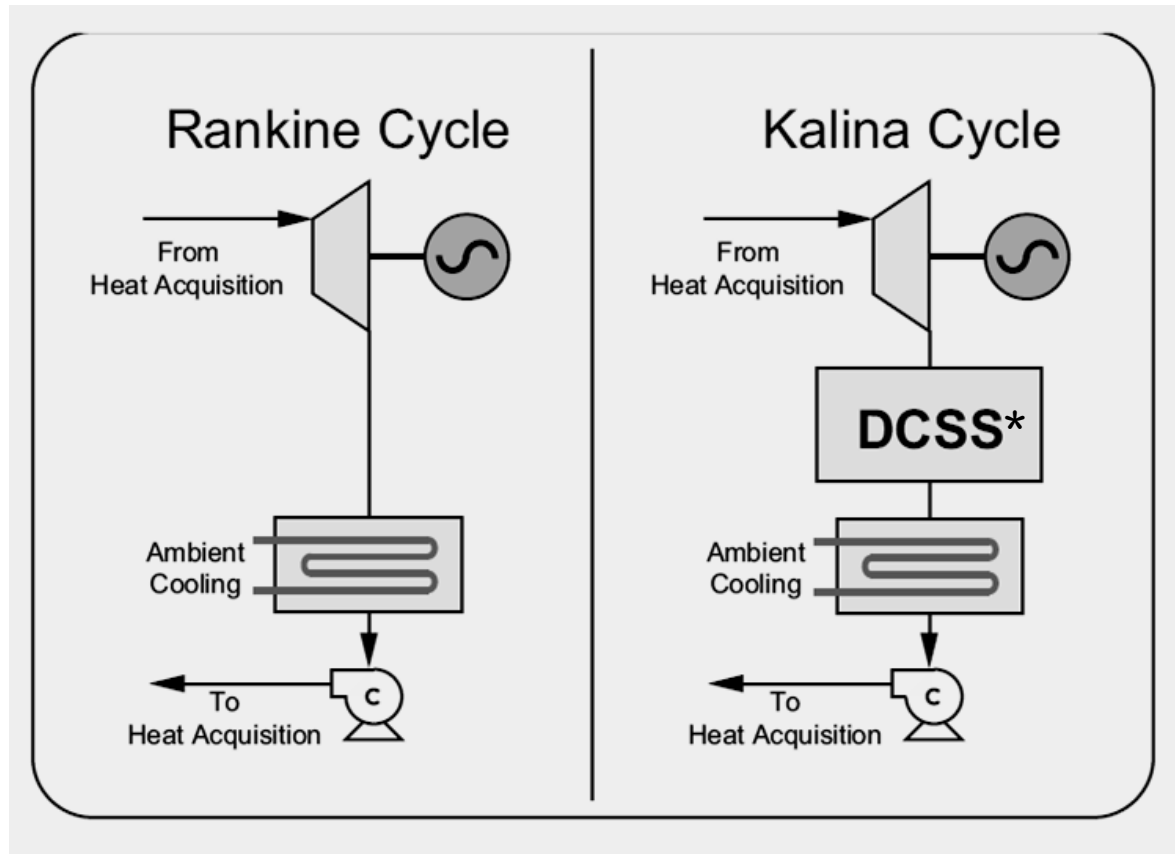 Rankine Cycle
From
Heat Acquisition
Ambient
Cooling
C
To
Heat Acquisition
Kalina Cycle
From
Heat Acquisition
DCSS*
Ambient
Cooling
C
To
Heat Acquisition